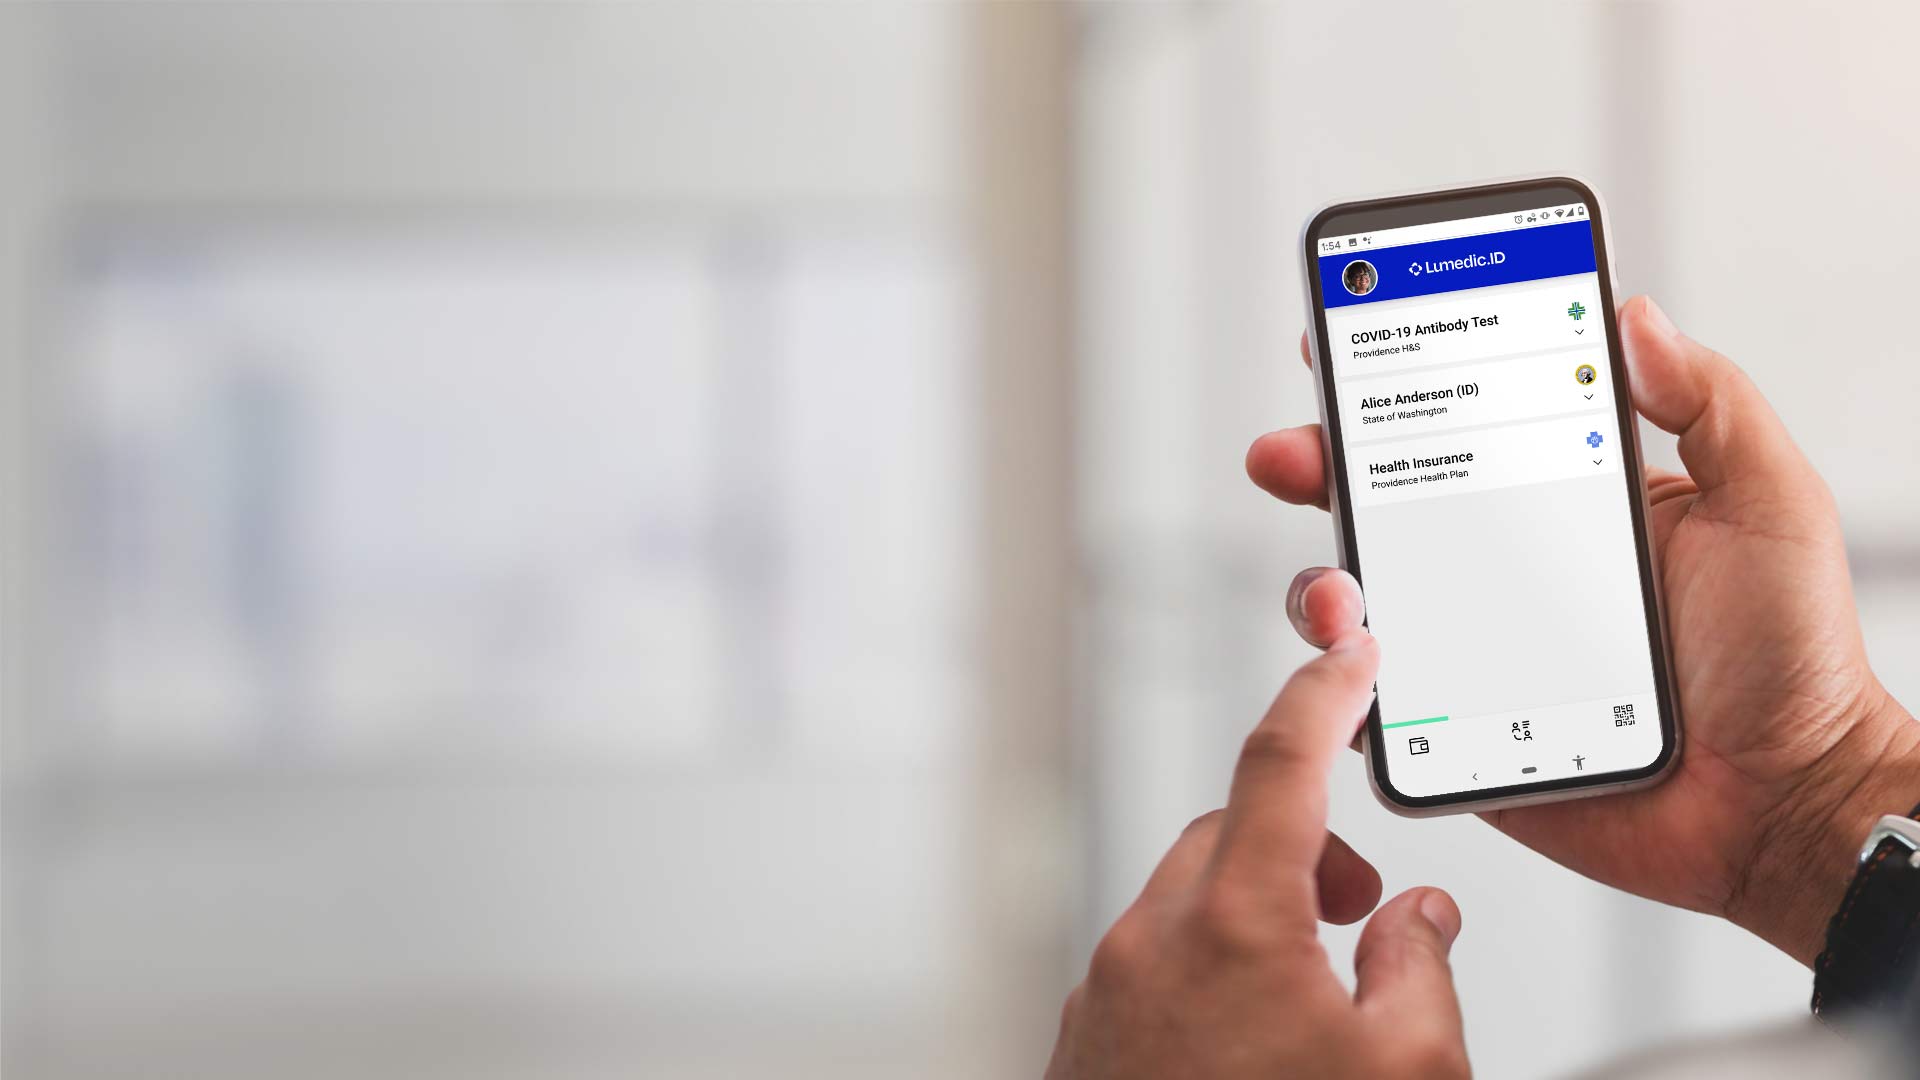 1:54
Lumedic.ID
COVID-19 Antibody Test
Providence H&S
Alice Anderson (ID)
State of Washington
Health Insurance
Providence Health Plan